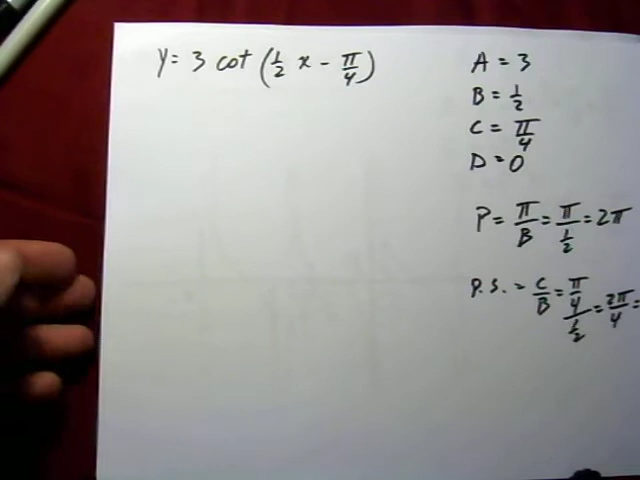 y = 3 cot (1/2 x - π/4)
A = 3
B = 1/2
C = π/4
D = 0
P = π/B = π/(1/2) = 2π
P.S. = C/B = (π/4)/(1/2) = 2π/4 =